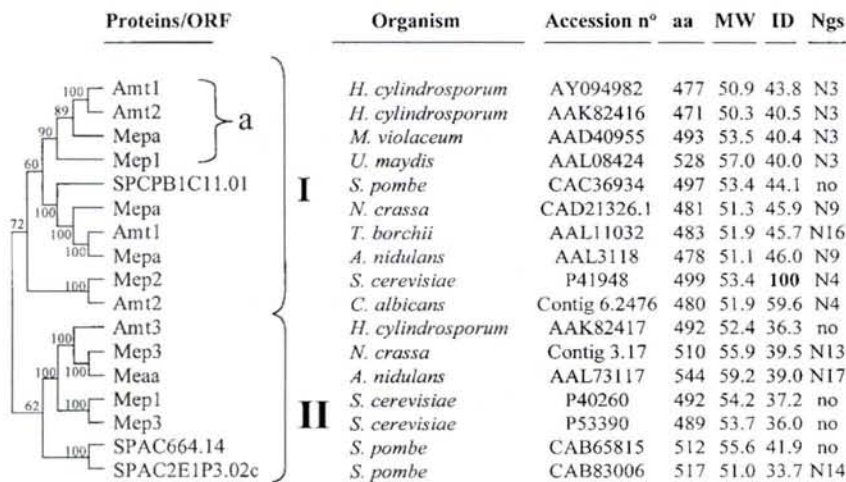 Proteins/ORF Organism Accession nº aa MW ID Ngs
100 Amt1 H. cylindrosporum AY094982 477 50.9 43.8 N3
89 Amt2 a H. cylindrosporum AAK82416 471 50.3 40.5 N3
90 Mepa M. violaceum AAD40955 493 53.5 40.4 N3
60 Mep1 U. maydis AAL08424 528 57.0 40.0 N3
100 SPCPB1C11.01 I S. pombe CAC36934 497 53.4 44.1 no
72 Mepa N. crassa CAD21326.1 481 51.3 45.9 N9
100 Amt1 T. borchii AAL11032 483 51.9 45.7 N16
100 Mepa A. nidulans AAL3118 478 51.1 46.0 N9
100 Mep2 S. cerevisiae P41948 499 53.4 100 N4
Amt2 C. albicans Contig 6.2476 480 51.9 59.6 N4
100 Amt3 H. cylindrosporum AAK82417 492 52.4 36.3 no
100 Mep3 N. crassa Contig 3.17 510 55.9 39.5 N13
100 100 Meaa A. nidulans AAL73117 544 59.2 39.0 N17
100 Mep1 II S. cerevisiae P40260 492 54.2 37.2 no
62 Mep3 S. cerevisiae P53390 489 53.7 36.0 no
100 SPAC664.14 S. pombe CAB65815 512 55.6 41.9 no
SPAC2E1P3.02c S. pombe CAB83006 517 51.0 33.7 N14